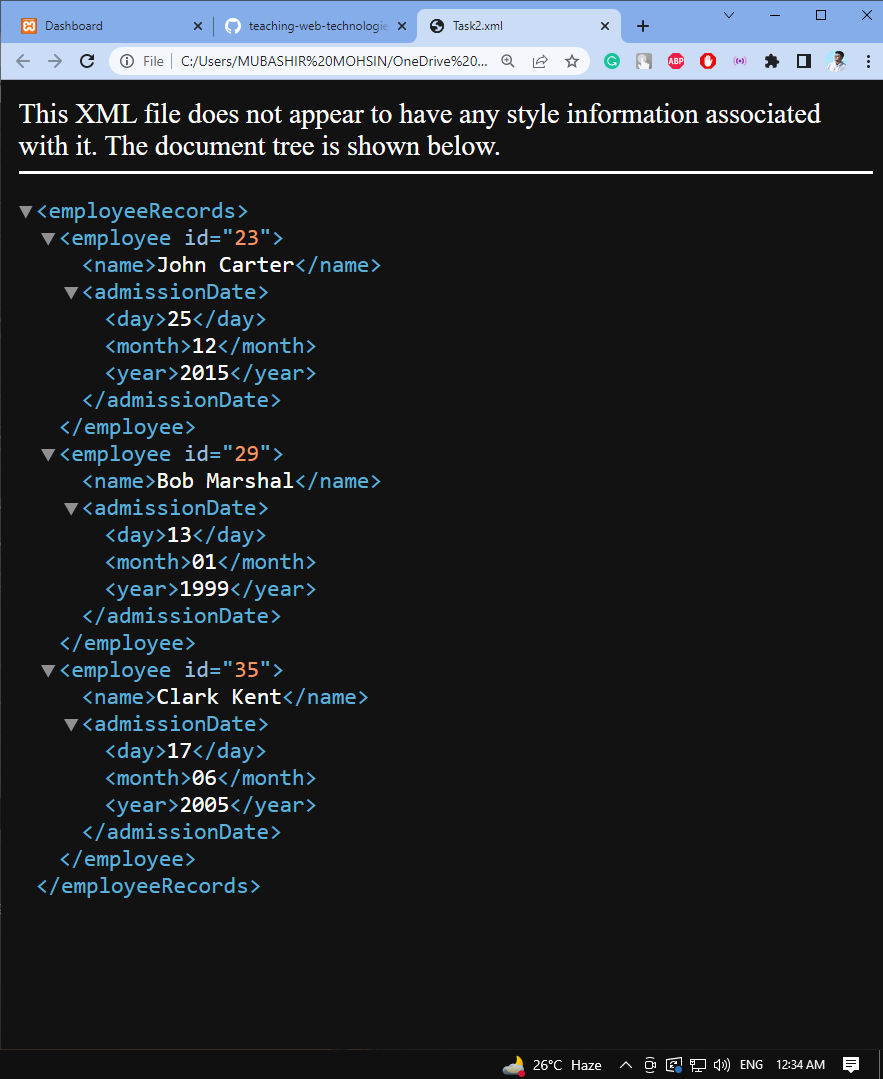 Dashboard
teaching-web-technologie
Task2.xml
File
C:/Users/MUBASHIR%20MOHSIN/OneDrive%20...
ABP
This XML file does not appear to have any style information associated
with it. The document tree is shown below.
<employeeRecords>
<employee id="23">
<name>John Carter</name>
<admissionDate>
<day>25</day>
<month>12</month>
<year>2015</year>
</admissionDate>
</employee>
<employee id="29">
<name>Bob Marshal</name>
<admissionDate>
<day>13</day>
<month>01</month>
<year>1999</year>
</admissionDate>
</employee>
<employee id="35">
<name>Clark Kent</name>
<admissionDate>
<day>17</day>
<month>06</month>
<year>2005</year>
</admissionDate>
</employee>
</employeeRecords>
26°C Haze
ENG
12:34 AM